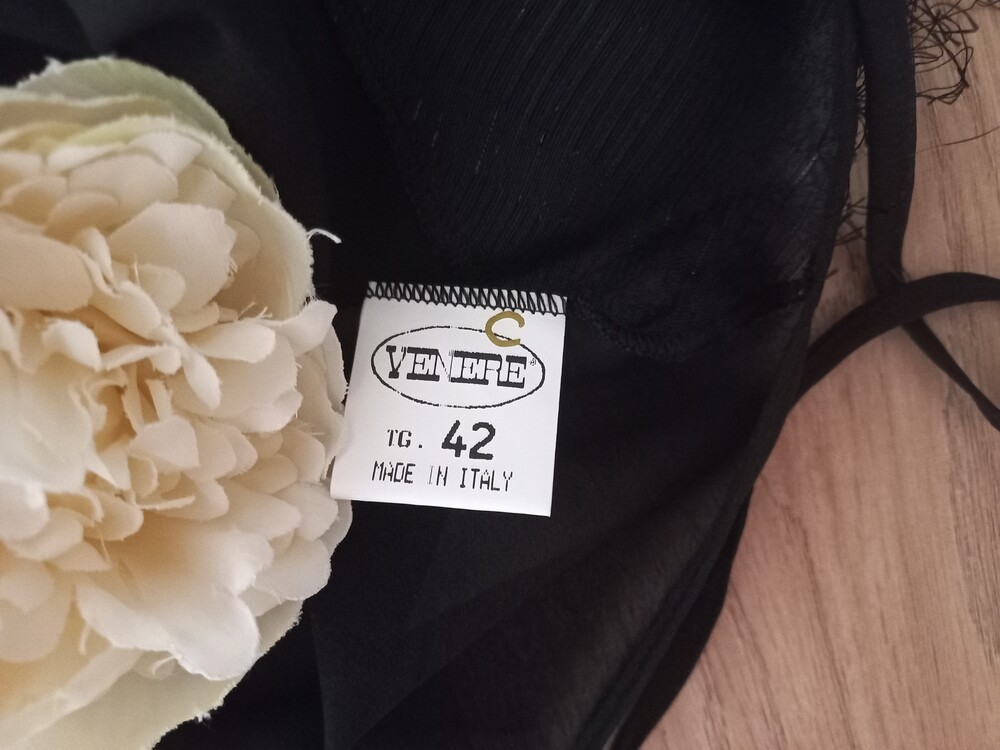 C
VENERE®
TG. 42
MADE IN ITALY